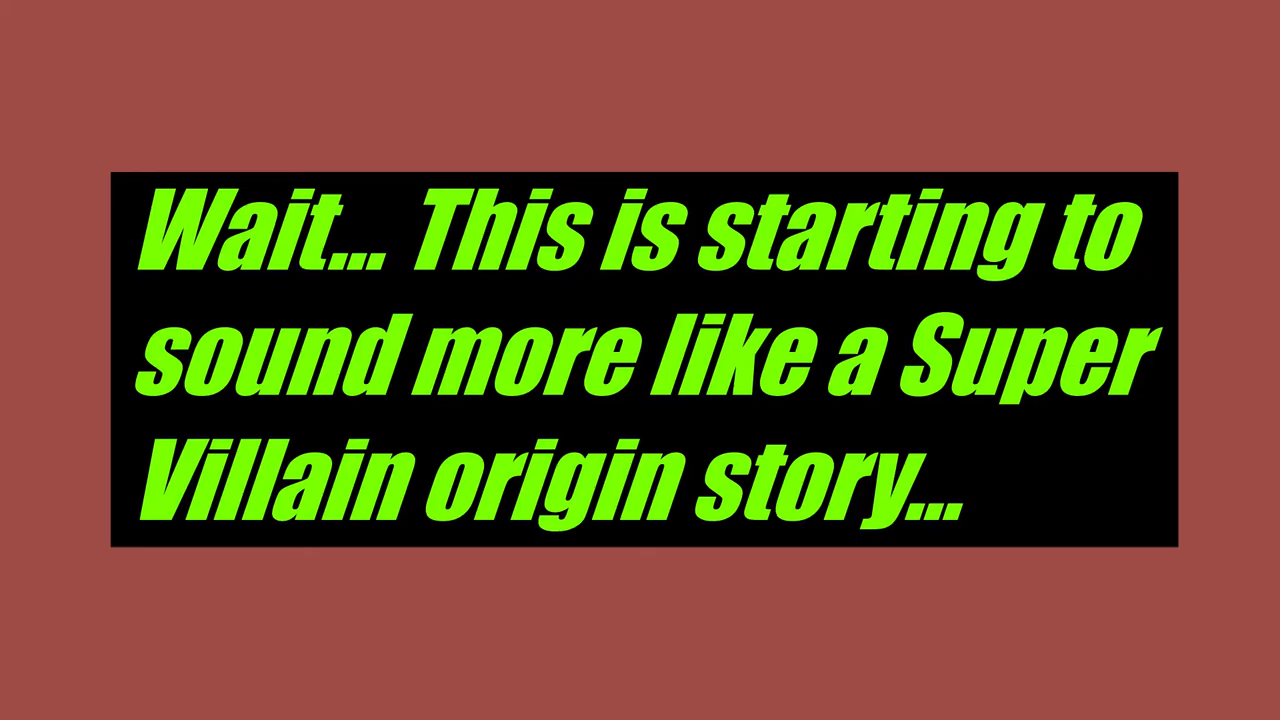 Wait... This is starting to
sound more like a Super
Villain origin story...